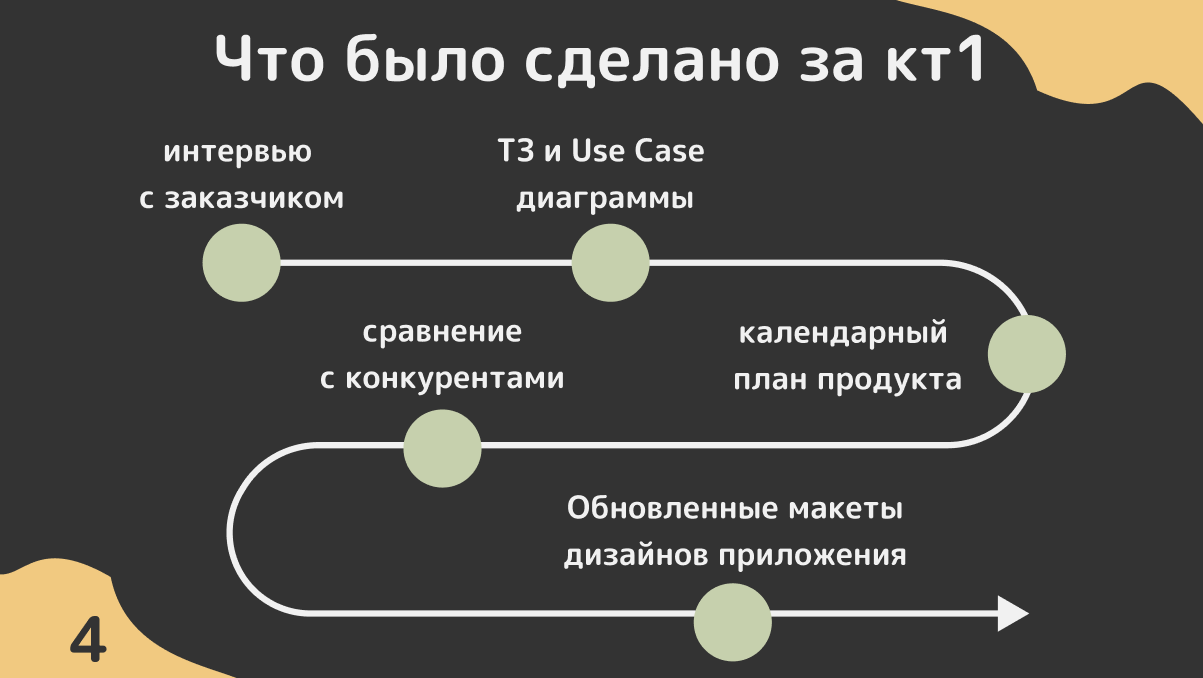 Что было сделано за кт1
интервью
с заказчиком
ТЗ и Use Case
диаграммы
календарный
план продукта
сравнение
с конкурентами
Обновленные макеты
дизайнов приложения
4